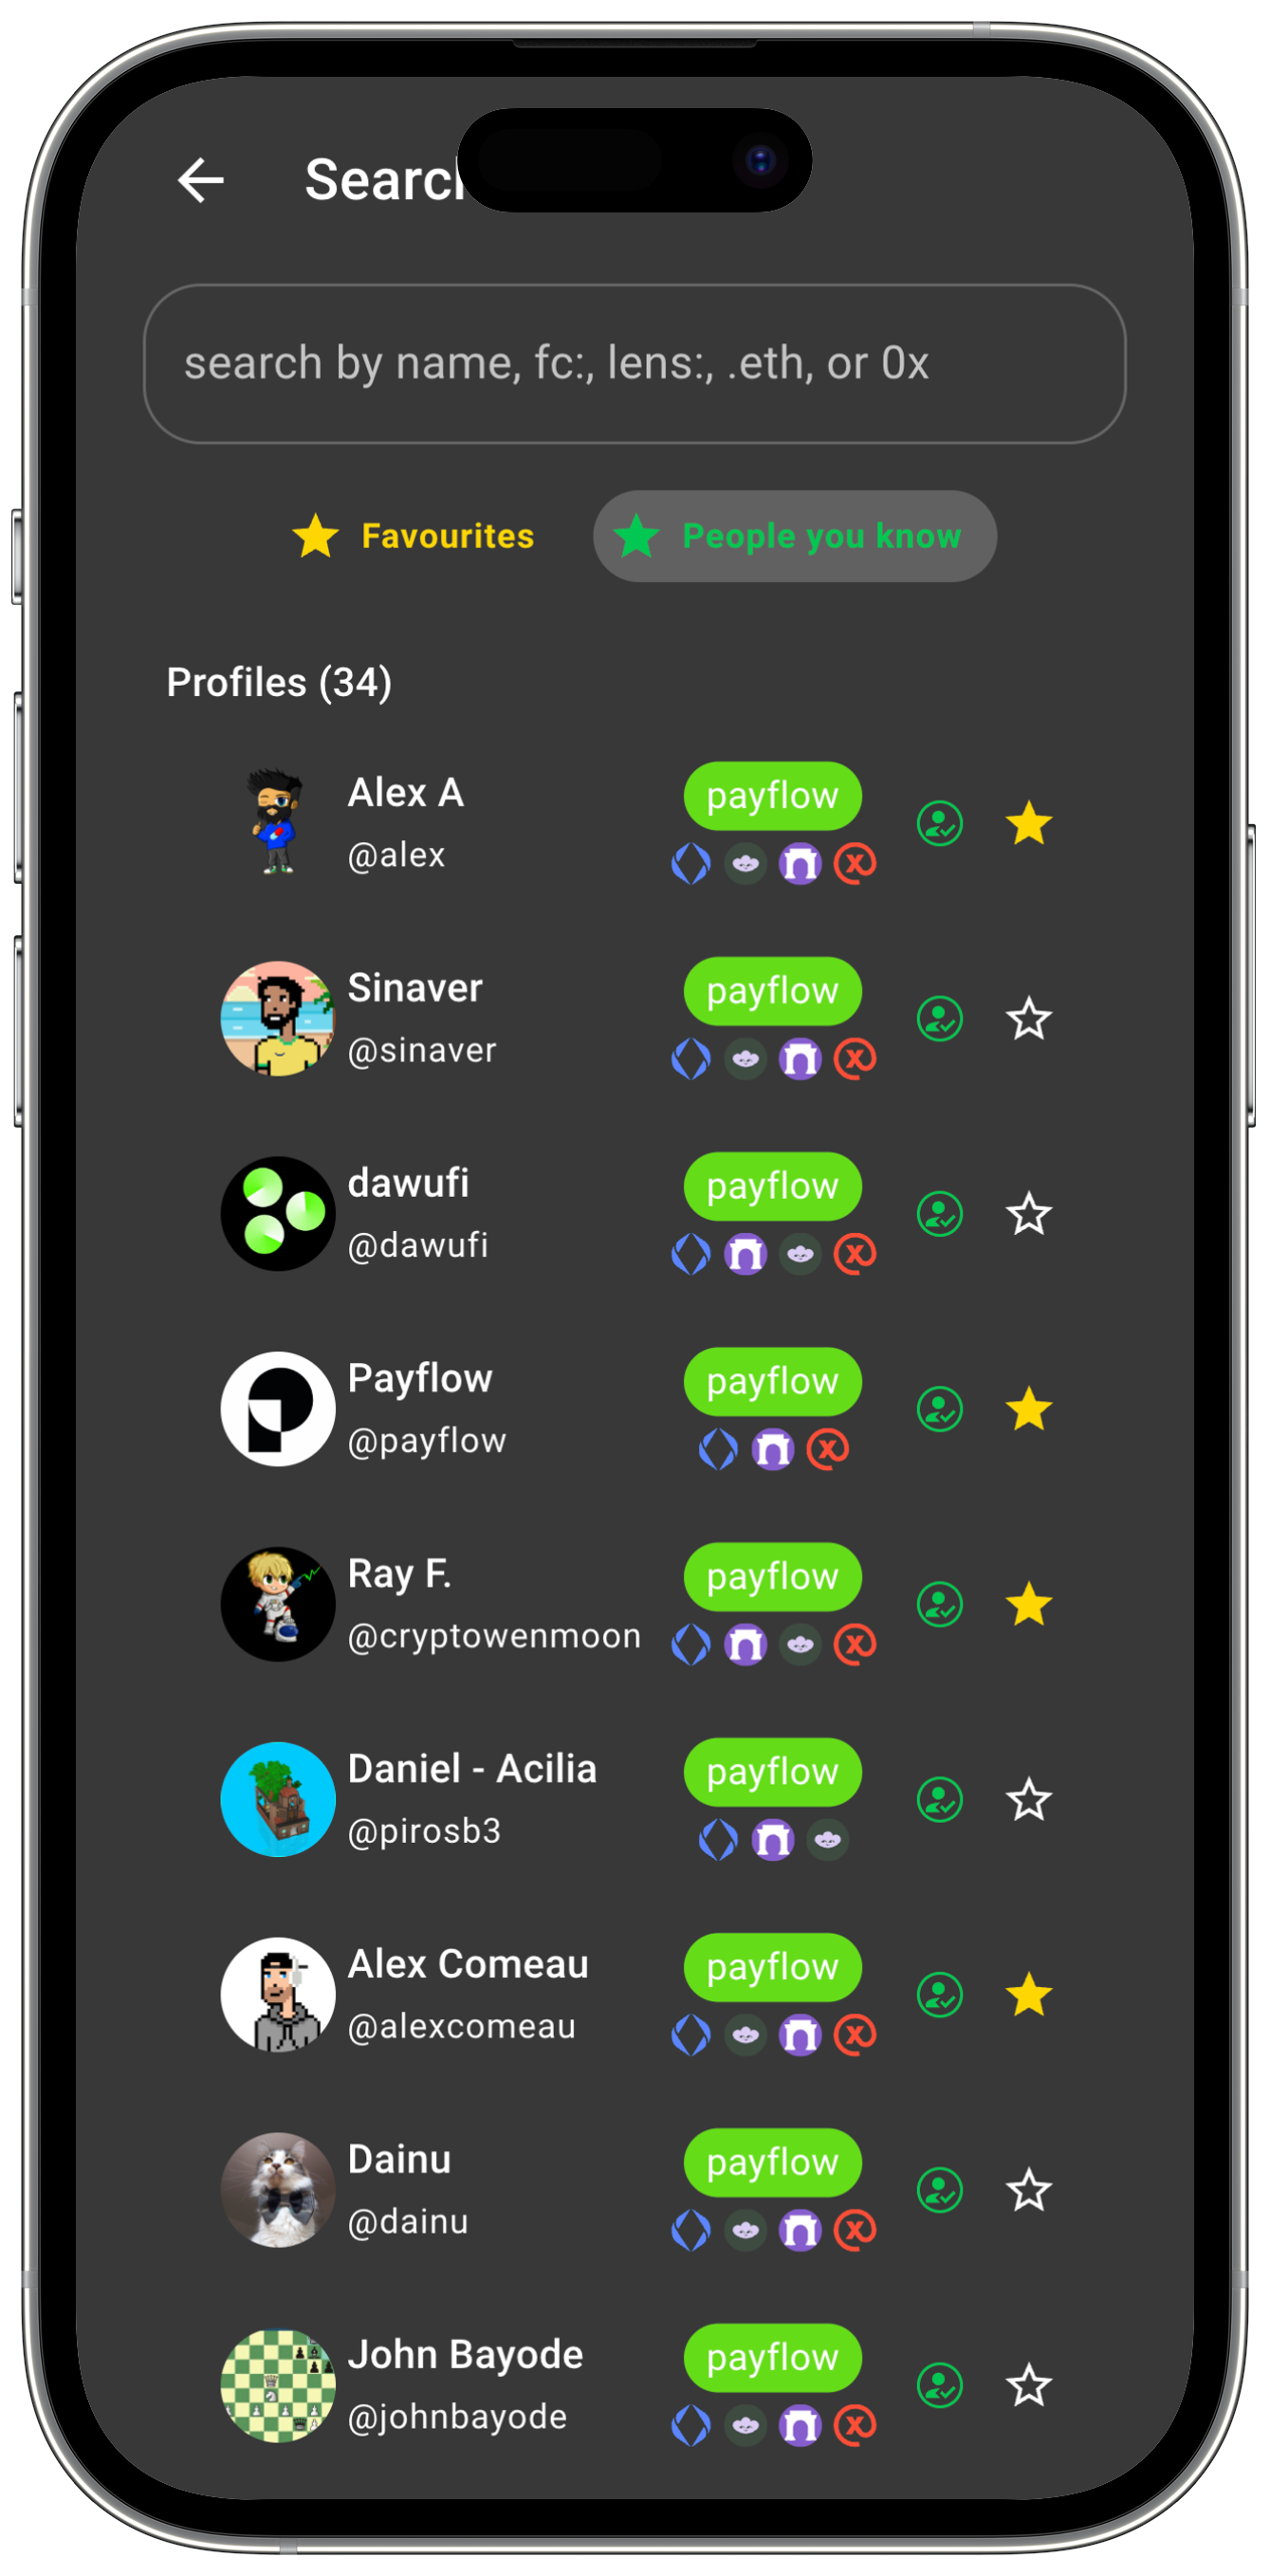 Search
search by name, fc:, lens:, .eth, or 0x
Favourites
People you know
Profiles (34)
Alex A
payflow
@alex
Sinaver
payflow
@sinaver
dawufi
payflow
@dawufi
Payflow
payflow
@payflow
Ray F.
payflow
@cryptowenmoon
Daniel - Acilia
payflow
@pirosb3
Alex Comeau
payflow
@alexcomeau
Dainu
payflow
@dainu
John Bayode
payflow
@johnbayode